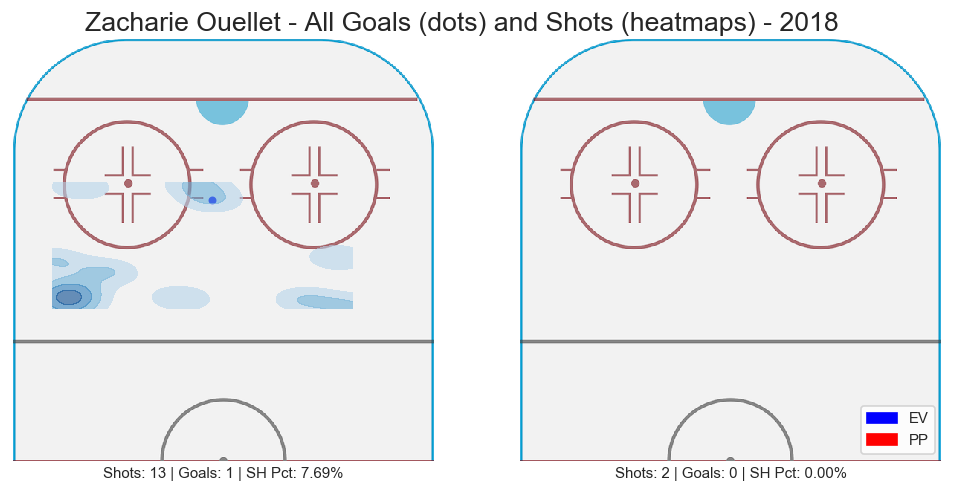 Zacharie Ouellet - All Goals (dots) and Shots (heatmaps) - 2018
EV
PP
Shots: 13 | Goals: 1 | SH Pct: 7.69%
Shots: 2 | Goals: 0 | SH Pct: 0.00%